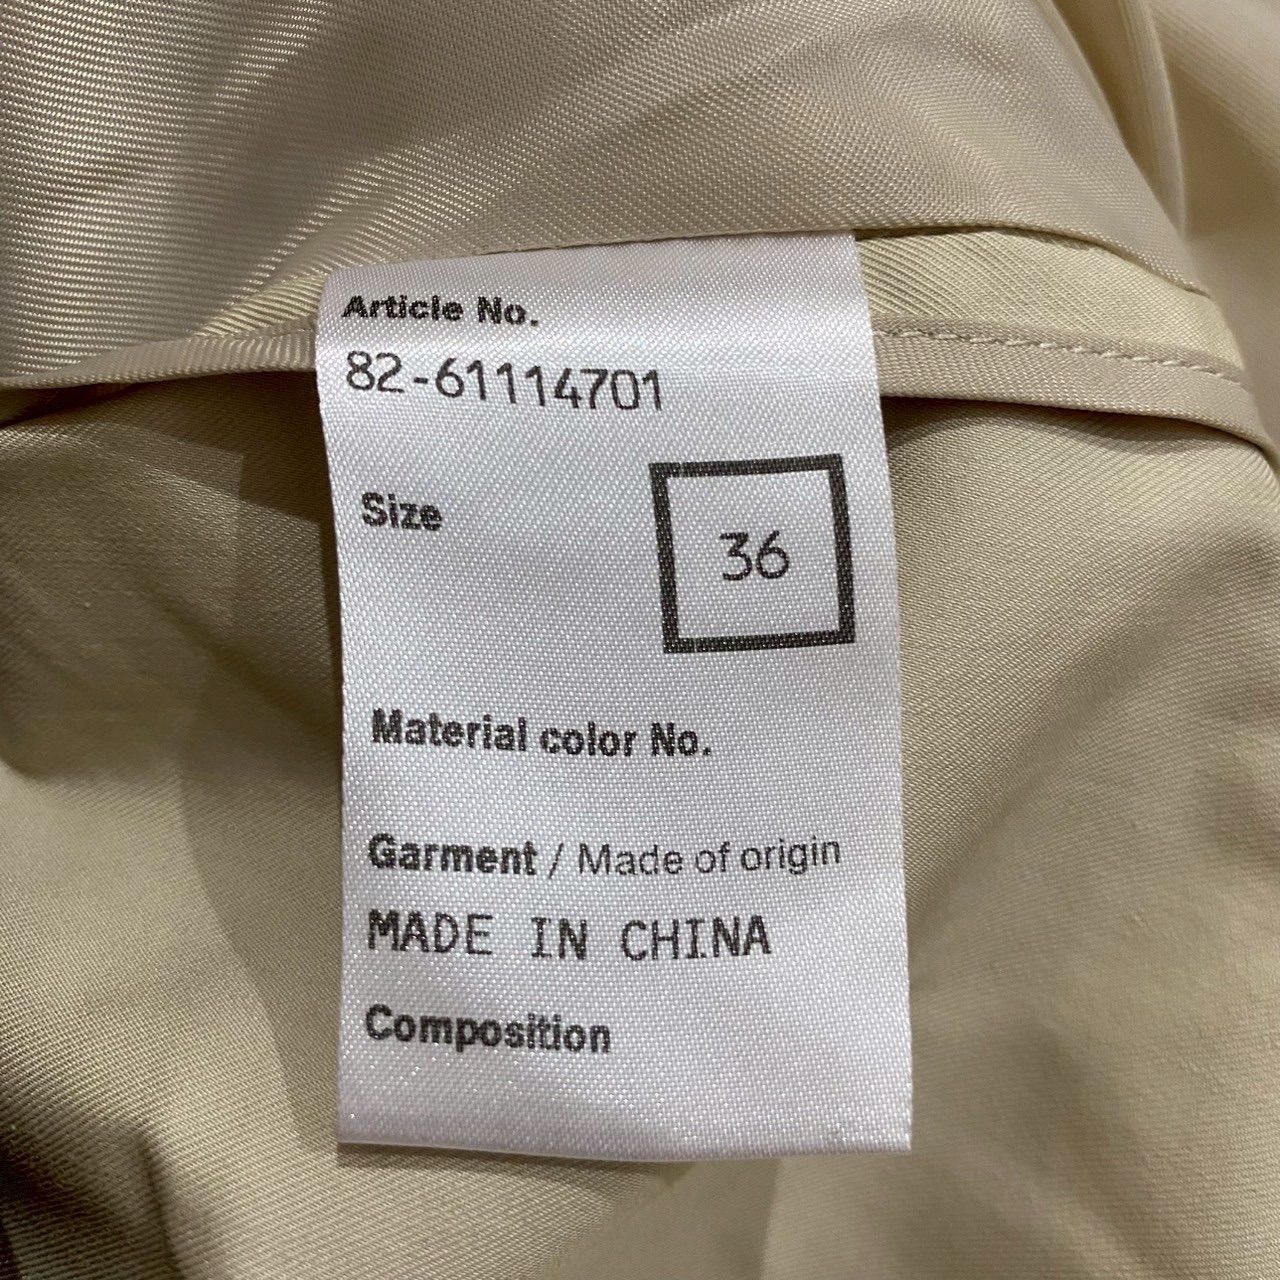 Article No.
82-61114701
Size
36
Material color No.
Garment / Made of origin
MADE IN CHINA
Composition